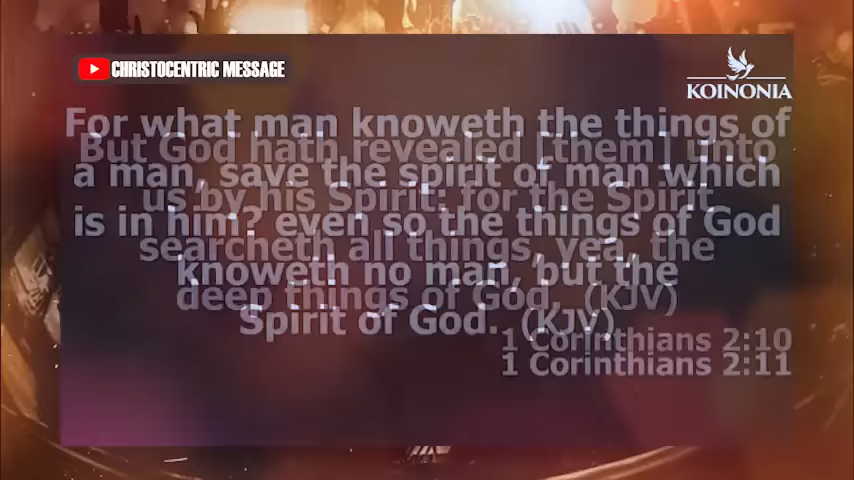 CHRISTOCENTRIC MESSAGE
KOINONIA
For what man knoweth the things of
But God hath revealed [them] unto
a man, save the spirit of man which
us by his Spirit: for the Spirit
is in him? even so the things of God
searcheth all things, yea, the
knoweth no man, but the
deep things of God. (KJV)
Spirit of God. (KJV)
1 Corinthians 2:10
1 Corinthians 2:11